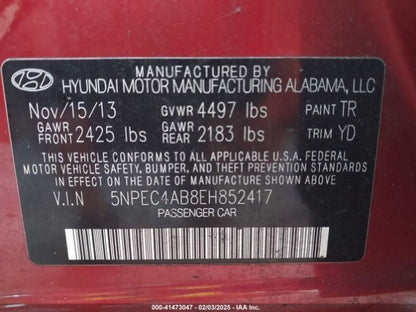 MANUFACTURED BY
HYUNDAI MOTOR MANUFACTURING ALABAMA, LLC
Nov/15/13 GVWR 4497 lbs PAINT TR
GAWR FRONT 2425 lbs GAWR REAR 2183 lbs TRIM YD
THIS VEHICLE CONFORMS TO ALL APPLICABLE U.S.A. FEDERAL
MOTOR VEHICLE SAFETY, BUMPER, AND THEFT PREVENTION
STANDARDS IN EFFECT ON THE DATE OF MANUFACTURE SHOWN ABOVE.
V.I.N 5NPEC4AB8EH852417
PASSENGER CAR
000-41473047 - 02/03/2025 - IAA Inc.